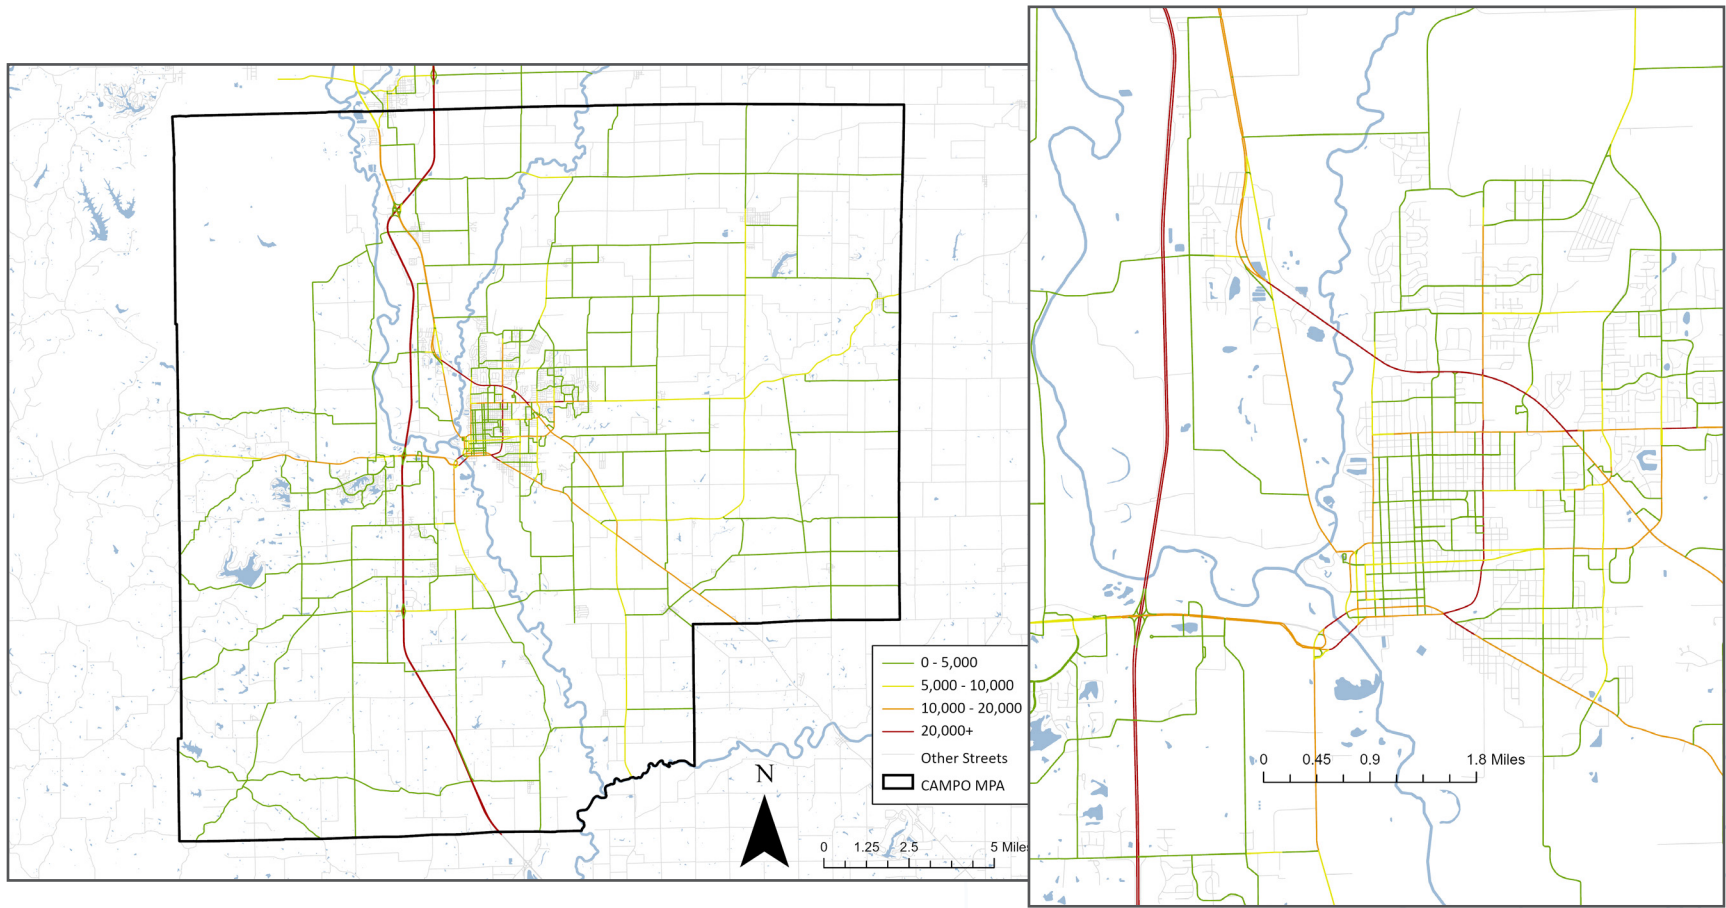 0 - 5,000
5,000 - 10,000
10,000 - 20,000
20,000+
Other Streets
CAMPO MPA
N
0 1.25 2.5 5 Miles
0 0.45 0.9 1.8 Miles